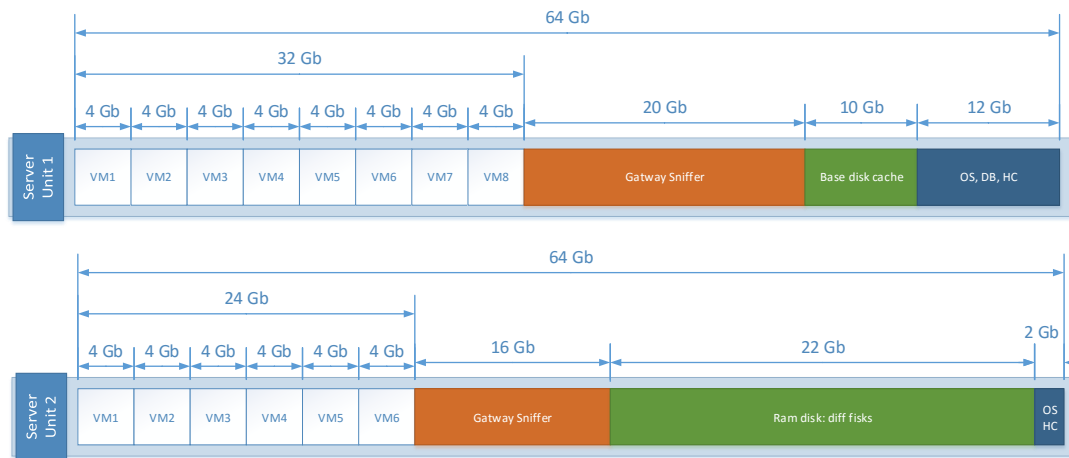 64 Gb
32 Gb
4 Gb 4 Gb 4 Gb 4 Gb 4 Gb 4 Gb 4 Gb 4 Gb 20 Gb 10 Gb 12 Gb
Server
Unit 1
VM1 VM2 VM3 VM4 VM5 VM6 VM7 VM8 Gatway Sniffer Base disk cache OS, DB, HC
64 Gb
24 Gb
4 Gb 4 Gb 4 Gb 4 Gb 4 Gb 4 Gb 16 Gb 22 Gb 2 Gb
Server
Unit 2
VM1 VM2 VM3 VM4 VM5 VM6 Gatway Sniffer Ram disk: diff fisks OS
HC